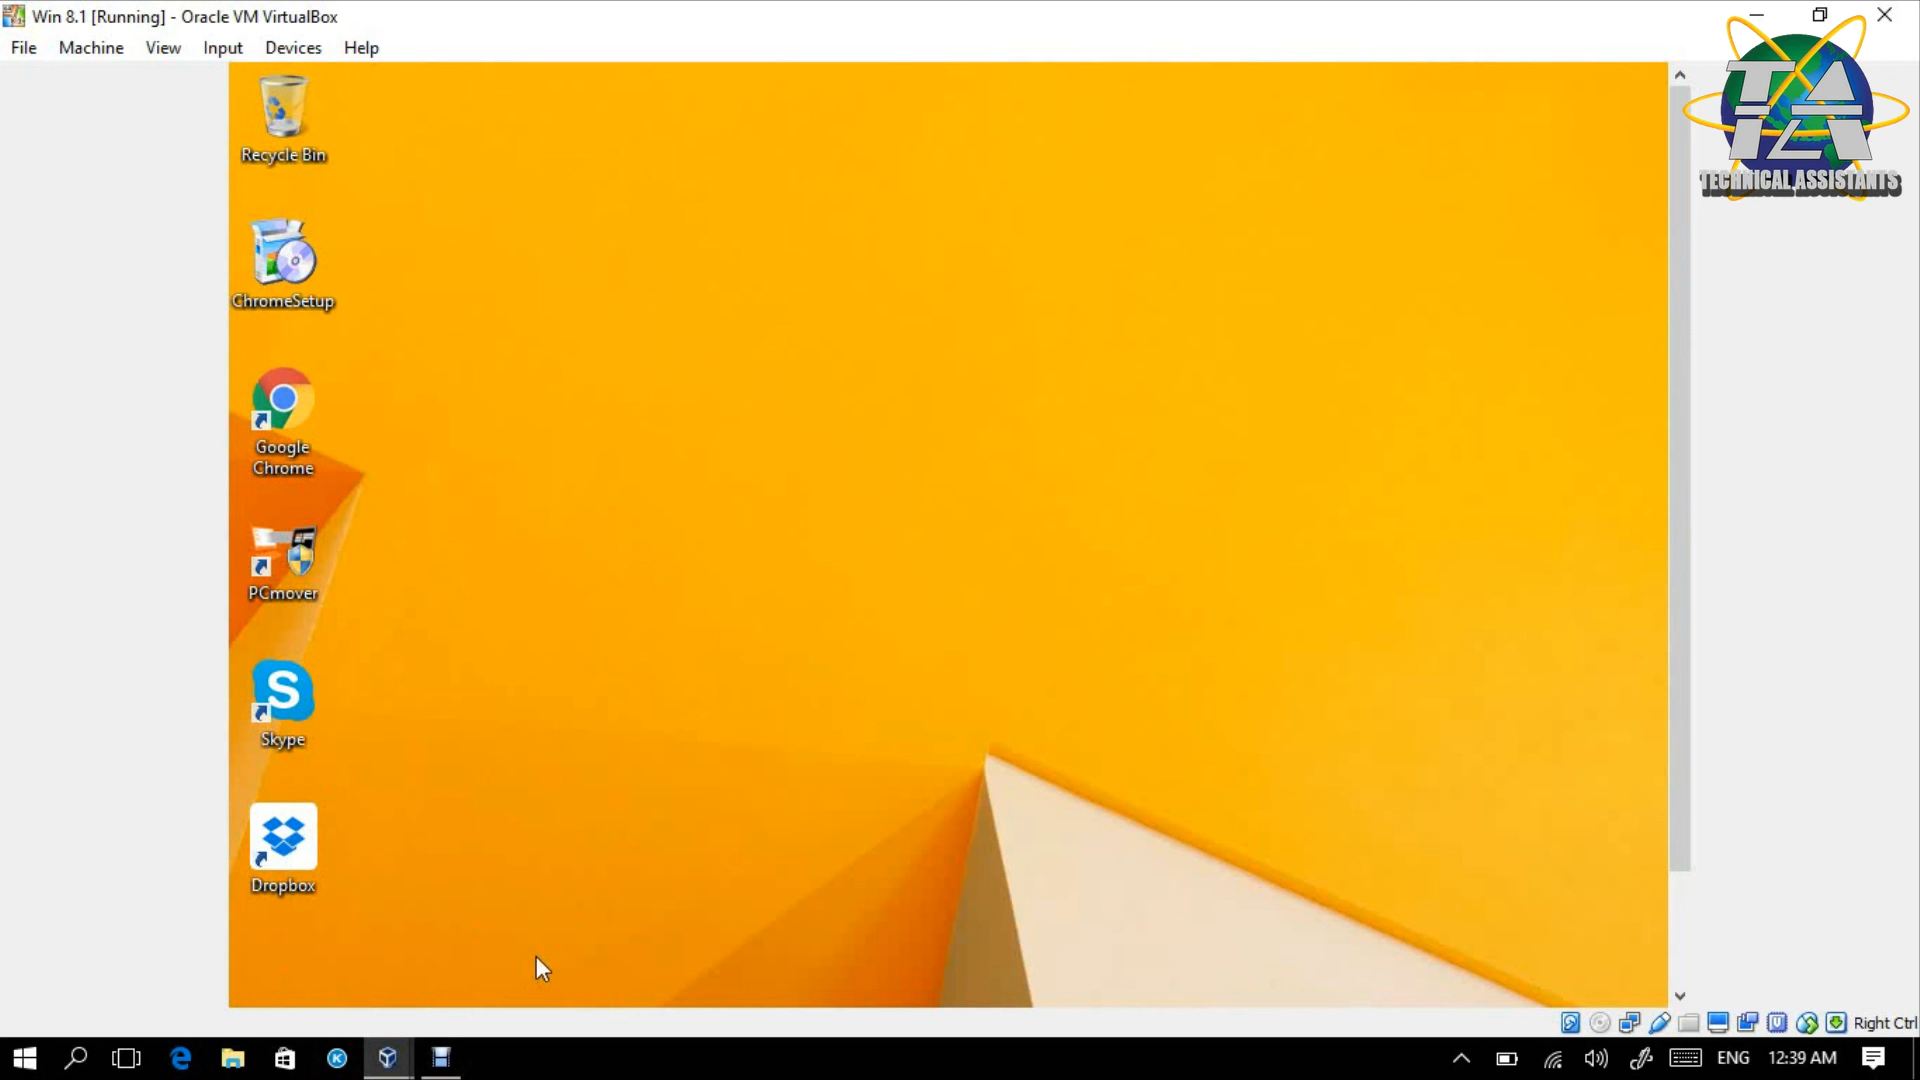 Win 8.1 [Running] - Oracle VM VirtualBox
File Machine View Input Devices Help
TA
TECHNICAL ASSISTANTS
Recycle Bin
ChromeSetup
Google
Chrome
PCmover
Skype
Dropbox
Right Ctrl
ENG 12:39 AM